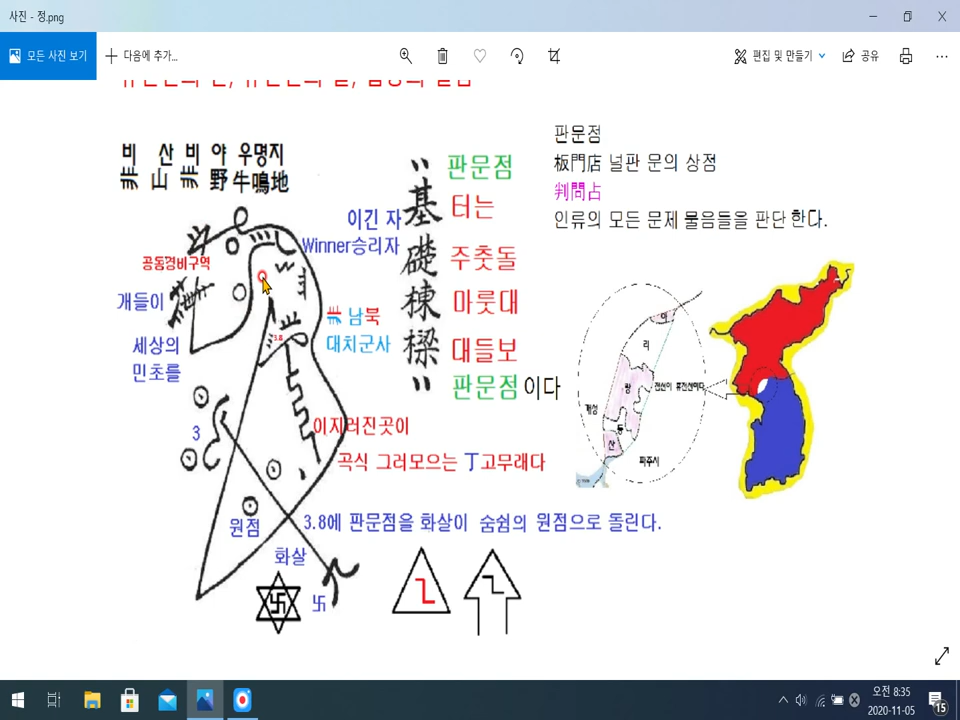 사진 - 정.png
모든 사진 보기
다음에 추가...
편집 및 만들기
공유
비 산 비 야 우명지
非 山 非 野 牛鳴地
공동경비구역
개들이
세상의
민초를
이긴 자
Winner승리자
남북
대치군사
3.8
3
원점
화살
卐
卐
이지러진곳이
곡식 그러모으는 丁고무래다
3.8에 판문점을 화살이 숨쉼의 원점으로 돌린다.
"
판문점
基 터는
礎 주춧돌
棟 마룻대
樑 대들보
"
판문점이다
판문점
板門店 널판 문의 상점
判問占
인류의 모든 문제 물음들을 판단 한다.
아
리
랑
동
산
개성
파주시
오전 8:35
2020-11-05
15